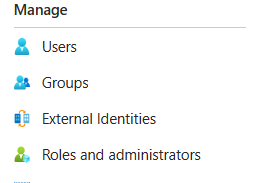 Manage
Users
Groups
External Identities
Roles and administrators